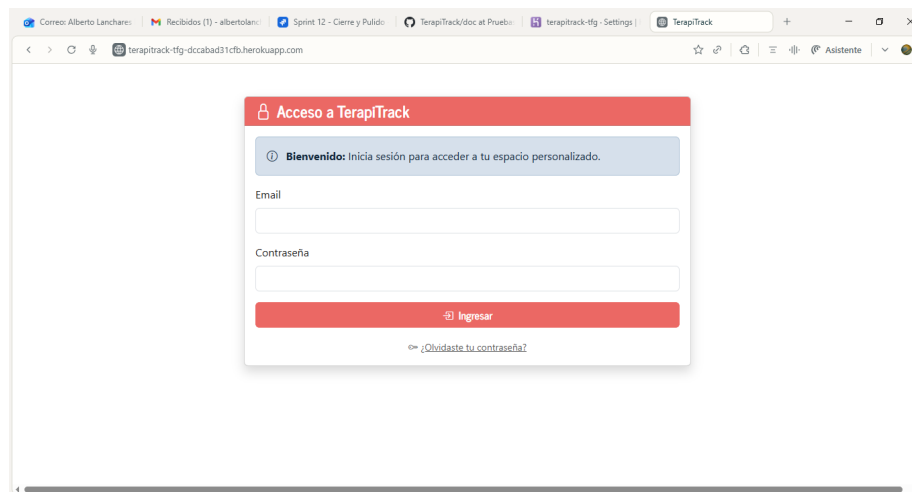 Correo: Alberto Lanchares
Recibidos (1) - albertolanc
Sprint 12 - Cierre y Pulido
TerapiTrack/doc at Prueba
terapitrack-tfg - Settings |
TerapiTrack
terapitrack-tfg-dccabad31cfb.herokuapp.com
Asistente
Acceso a TerapiTrack
Bienvenido: Inicia sesión para acceder a tu espacio personalizado.
Email
Contraseña
Ingresar
¿Olvidaste tu contraseña?